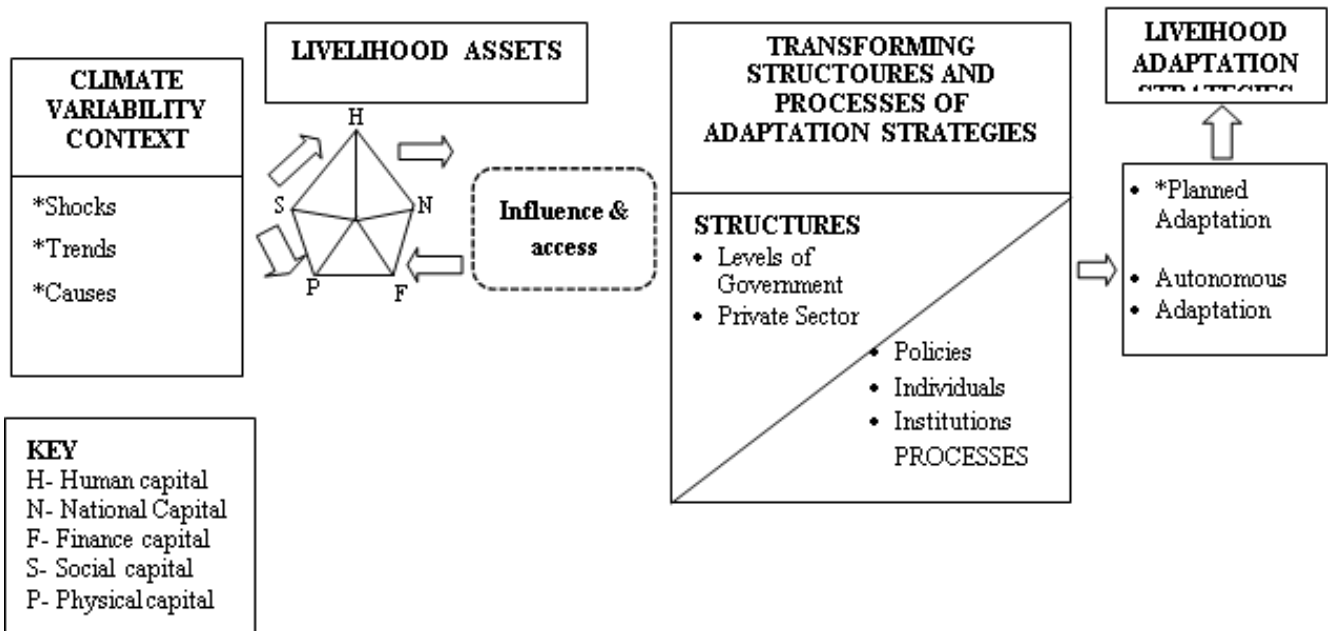 CLIMATE
VARIABILITY
CONTEXT
*Shocks
*Trends
*Causes
LIVELIHOOD ASSETS
H
S
N
P
F
Influence &
access
TRANSFORMING
STRUCTOURES AND
PROCESSES OF
ADAPTATION STRATEGIES
STRUCTURES
• Levels of
Government
• Private Sector
• Policies
• Individuals
• Institutions
PROCESSES
LIVEIHOOD
ADAPTATION
STRATEGIES
• *Planned
Adaptation
• Autonomous
• Adaptation
KEY
H- Human capital
N- National Capital
F- Finance capital
S- Social capital
P- Physical capital